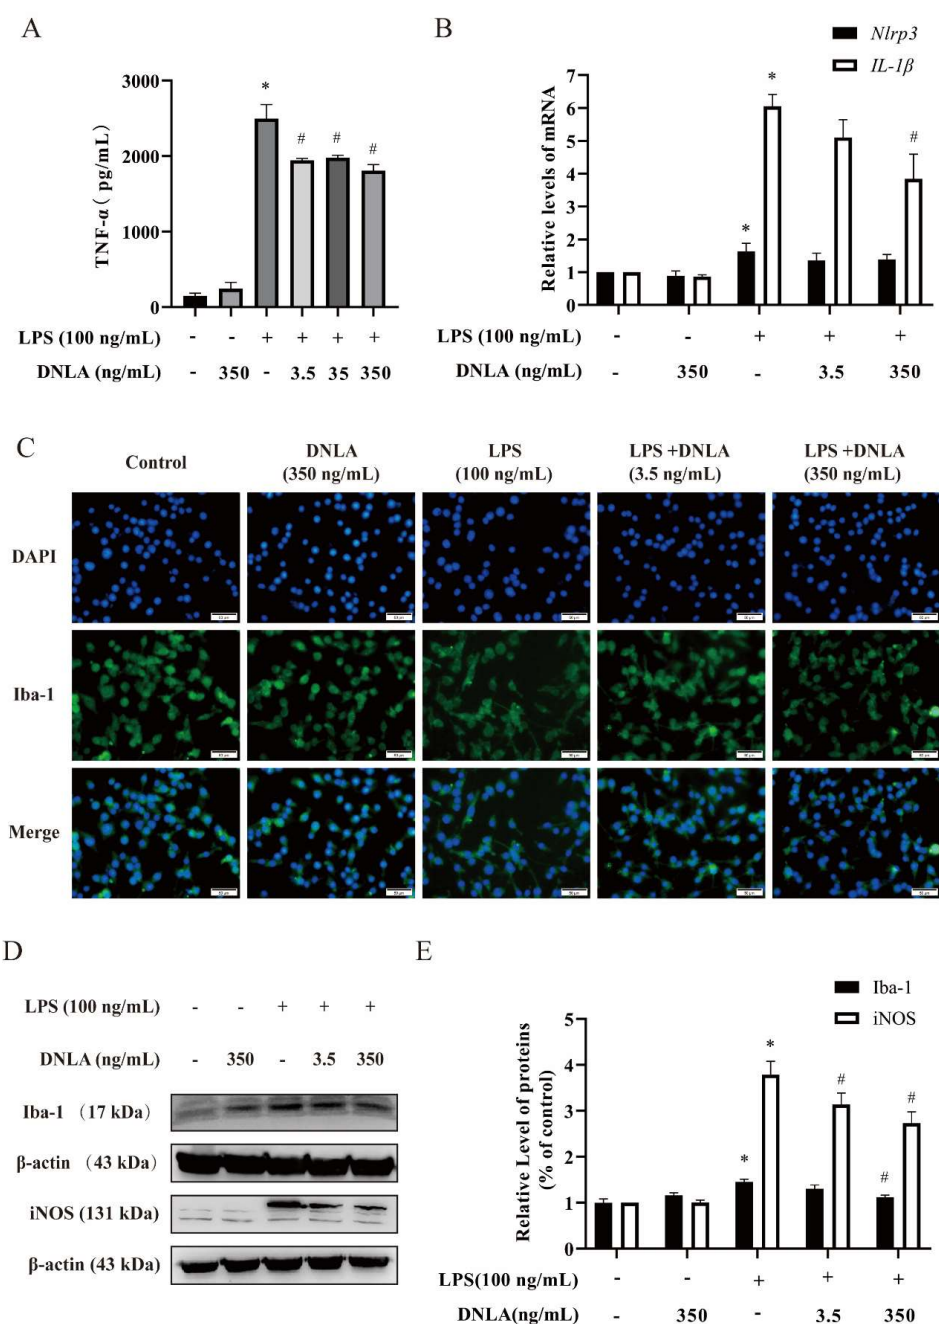 A
TNF-α( pg/mL)
3000
2000
1000
0
*
#
#
#
LPS (100 ng/mL) - - + + + +
DNLA (ng/mL) - 350 - 3.5 35 350
B
Nlrp3
IL-1β
Relative levels of mRNA
7
6
5
4
3
2
1
0
*
*
#
LPS (100 ng/mL) - - + + +
DNLA (ng/mL) - 350 - 3.5 350
C
Control
DNLA
(350 ng/mL)
LPS
(100 ng/mL)
LPS +DNLA
(3.5 ng/mL)
LPS +DNLA
(350 ng/mL)
DAPI
Iba-1
Merge
D
LPS (100 ng/mL) - - + + +
DNLA (ng/mL) - 350 - 3.5 350
Iba-1 （17 kDa）
β-actin （43 kDa）
iNOS (131 kDa)
β-actin (43 kDa)
E
Iba-1
iNOS
Relative Level of proteins
(% of control)
5
4
3
2
1
0
*
*
#
#
#
LPS(100 ng/mL) - - + + +
DNLA(ng/mL) - 350 - 3.5 350